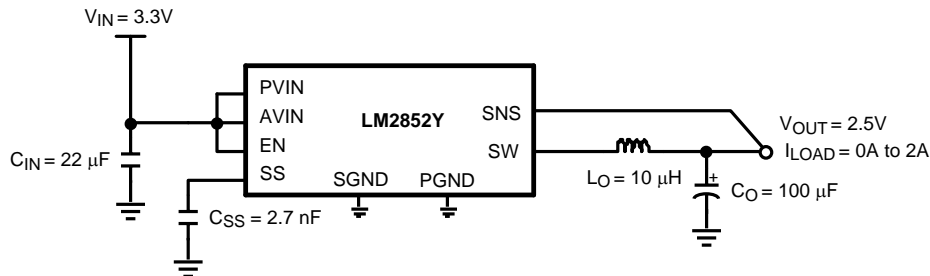 V_IN = 3.3V
PVIN
AVIN
EN
SS
LM2852Y
SNS
SW
SGND
PGND
C_IN = 22 μF
C_SS = 2.7 nF
L_O = 10 μH
+
C_O = 100 μF
V_OUT = 2.5V
I_LOAD = 0A to 2A